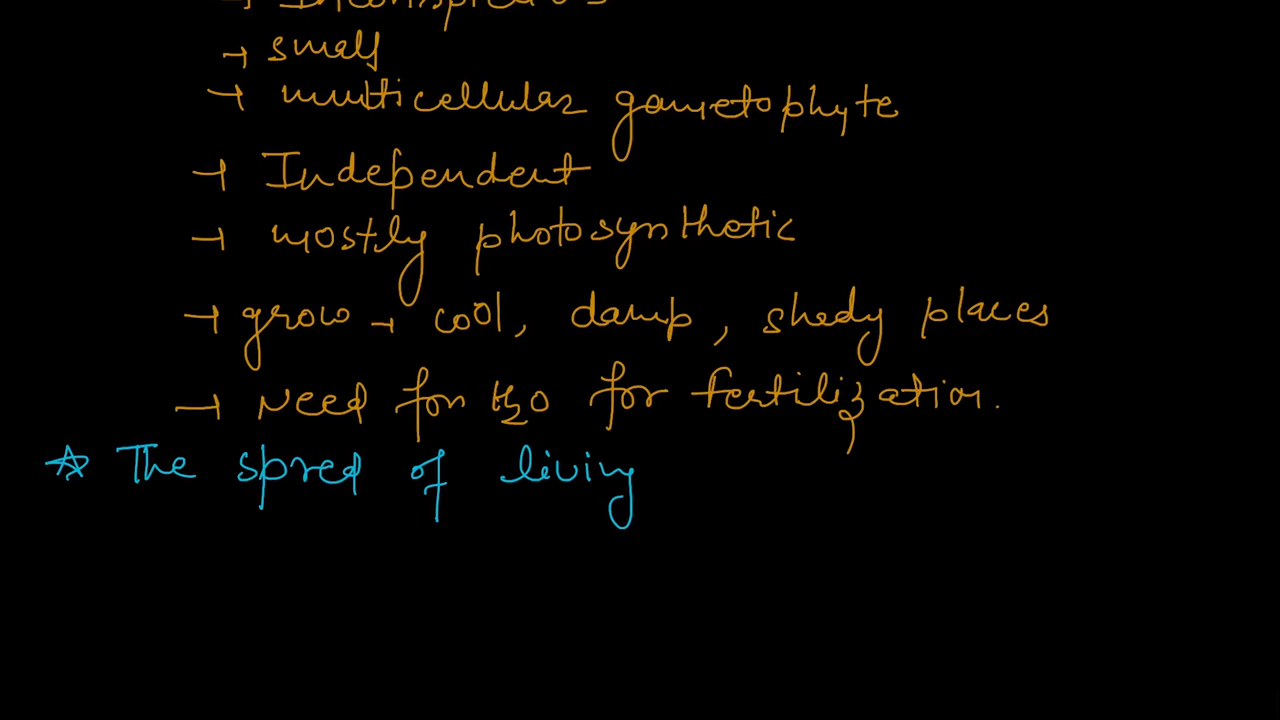 → small
→ multicellular gametophyte
→ Independent
→ mostly photosynthetic
→ grow → cool, damp, shedy places
→ Need for H2O for fertilization.
☆ The spred of living